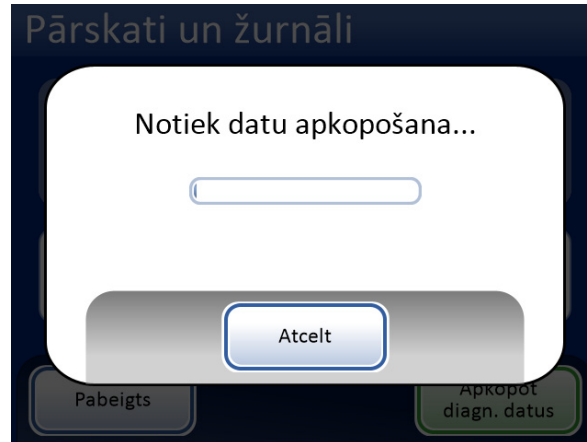 Pārskati un žurnāli
Notiek datu apkopošana...
Atcelt
Pabeigts
Apkopot
diagn. datus